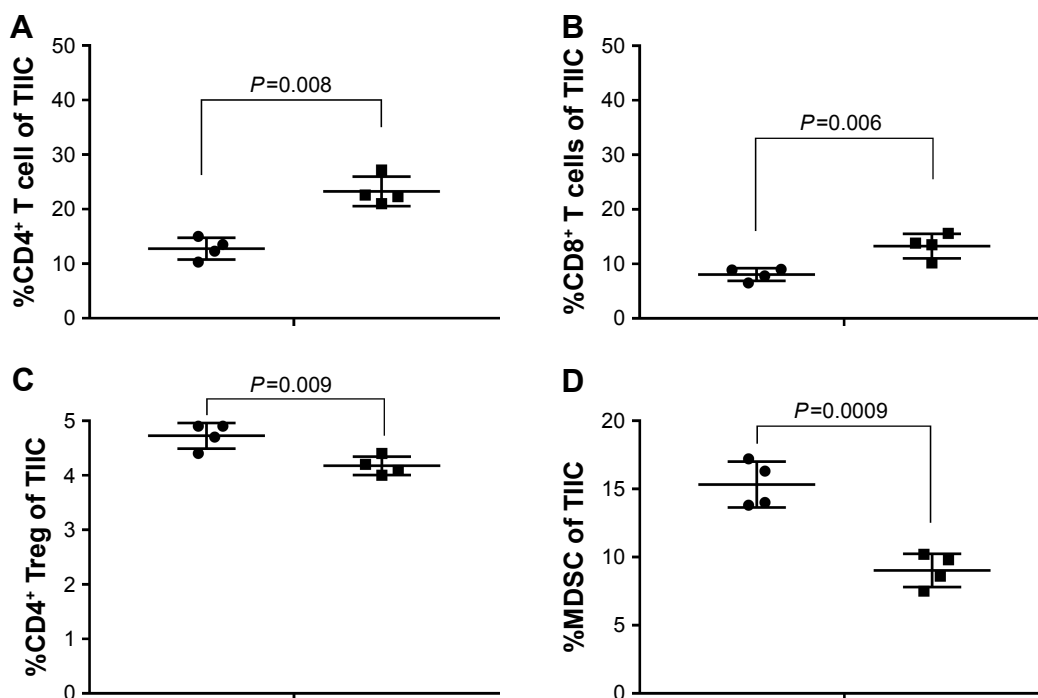 A
%CD4⁺ T cell of TIIC
50
40
30
20
10
0
P=0.008
B
%CD8⁺ T cells of TIIC
50
40
30
20
10
0
P=0.006
C
%CD4⁺ Treg of TIIC
5
4
3
2
1
0
P=0.009
D
%MDSC of TIIC
20
15
10
5
0
P=0.0009